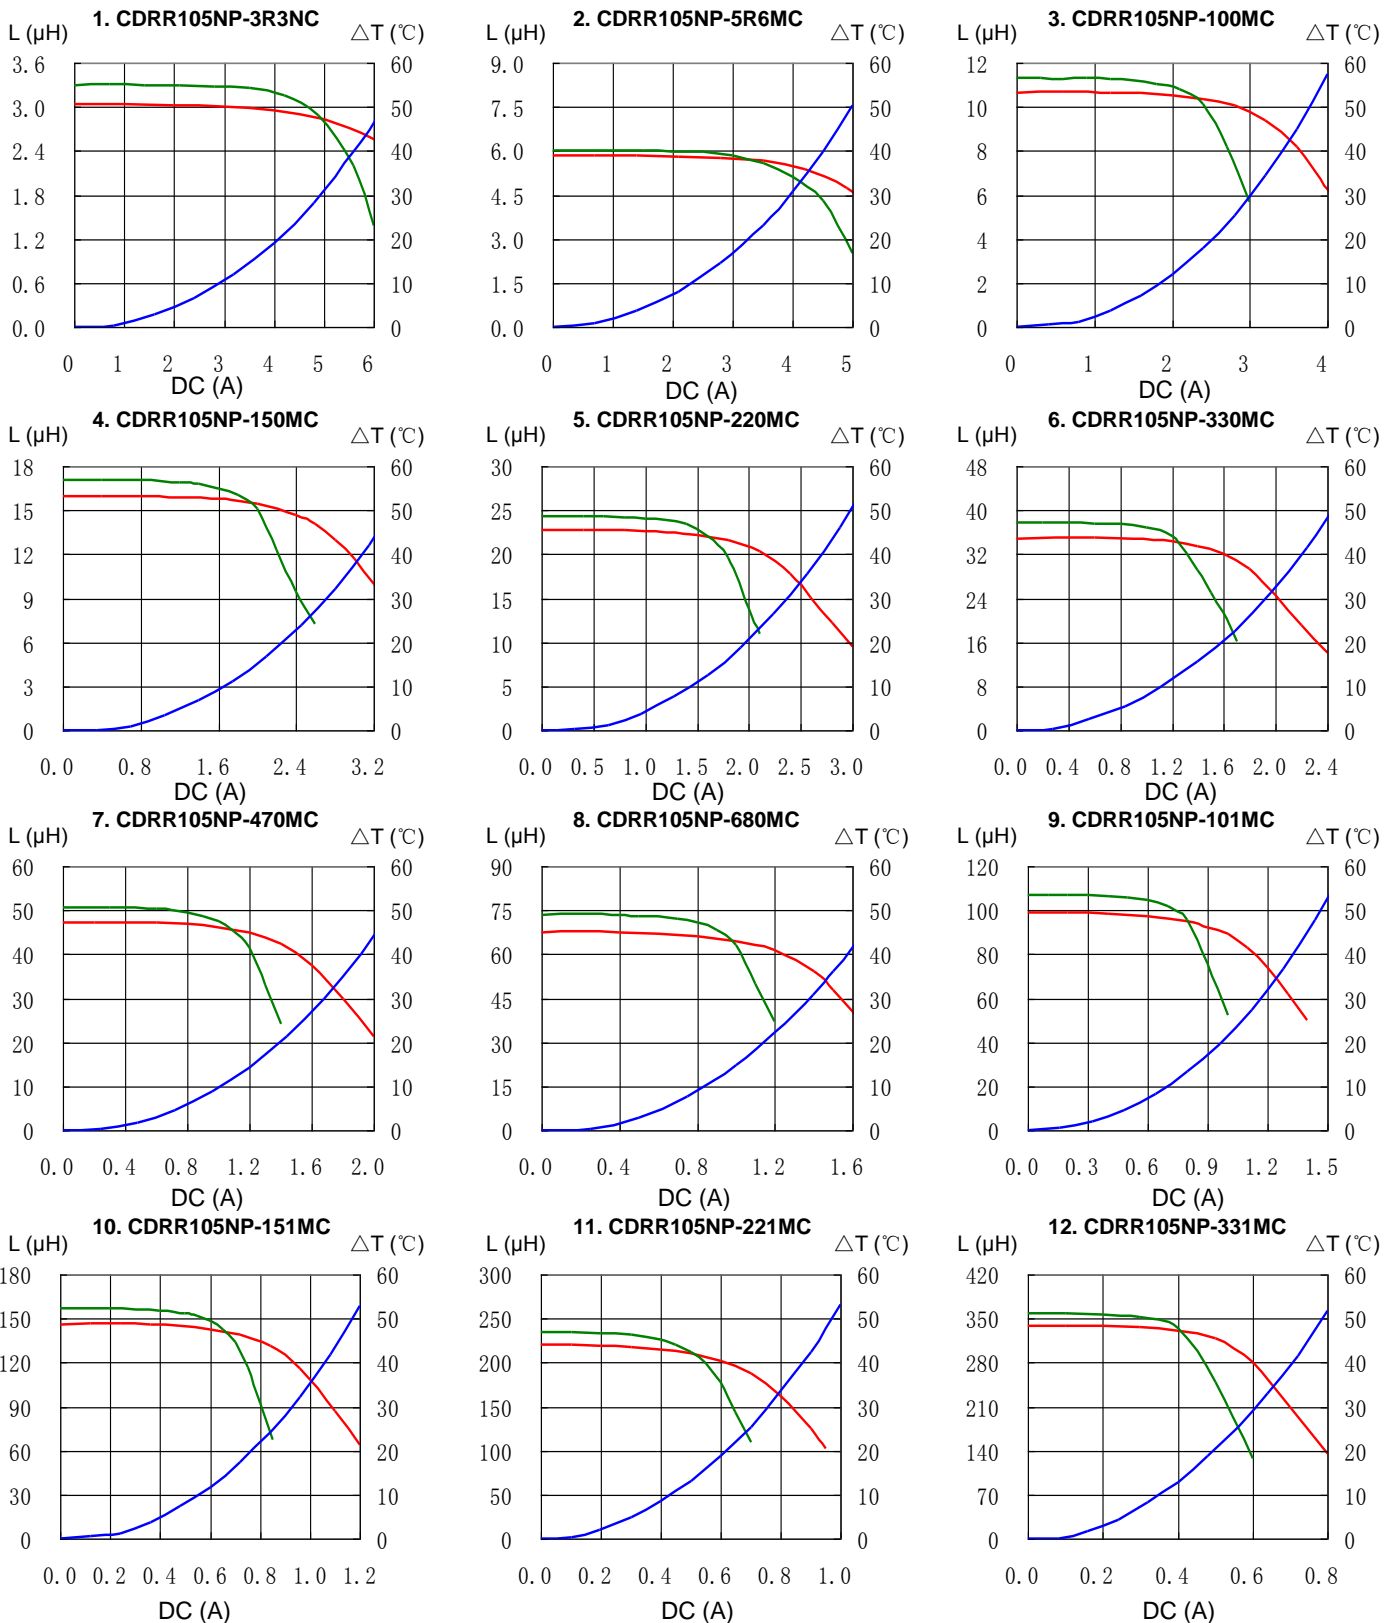 1. CDRR105NP-3R3NC
L (μH) △T (℃)
3.6 60
3.0 50
2.4 40
1.8 30
1.2 20
0.6 10
0.0 0
0 1 2 3 4 5 6
DC (A)
2. CDRR105NP-5R6MC
L (μH) △T (℃)
9.0 60
7.5 50
6.0 40
4.5 30
3.0 20
1.5 10
0.0 0
0 1 2 3 4 5
DC (A)
3. CDRR105NP-100MC
L (μH) △T (℃)
12 60
10 50
8 40
6 30
4 20
2 10
0 0
0 1 2 3 4
DC (A)
4. CDRR105NP-150MC
L (μH) △T (℃)
18 60
15 50
12 40
9 30
6 20
3 10
0 0
0.0 0.8 1.6 2.4 3.2
DC (A)
5. CDRR105NP-220MC
L (μH) △T (℃)
30 60
25 50
20 40
15 30
10 20
5 10
0 0
0.0 0.5 1.0 1.5 2.0 2.5 3.0
DC (A)
6. CDRR105NP-330MC
L (μH) △T (℃)
48 60
40 50
32 40
24 30
16 20
8 10
0 0
0.0 0.4 0.8 1.2 1.6 2.0 2.4
DC (A)
7. CDRR105NP-470MC
L (μH) △T (℃)
60 60
50 50
40 40
30 30
20 20
10 10
0 0
0.0 0.4 0.8 1.2 1.6 2.0
DC (A)
8. CDRR105NP-680MC
L (μH) △T (℃)
90 60
75 50
60 40
45 30
30 20
15 10
0 0
0.0 0.4 0.8 1.2 1.6
DC (A)
9. CDRR105NP-101MC
L (μH) △T (℃)
120 60
100 50
80 40
60 30
40 20
20 10
0 0
0.0 0.3 0.6 0.9 1.2 1.5
DC (A)
10. CDRR105NP-151MC
L (μH) △T (℃)
180 60
150 50
120 40
90 30
60 20
30 10
0 0
0.0 0.2 0.4 0.6 0.8 1.0 1.2
DC (A)
11. CDRR105NP-221MC
L (μH) △T (℃)
300 60
250 50
200 40
150 30
100 20
50 10
0 0
0.0 0.2 0.4 0.6 0.8 1.0
DC (A)
12. CDRR105NP-331MC
L (μH) △T (℃)
420 60
350 50
280 40
210 30
140 20
70 10
0 0
0.0 0.2 0.4 0.6 0.8
DC (A)